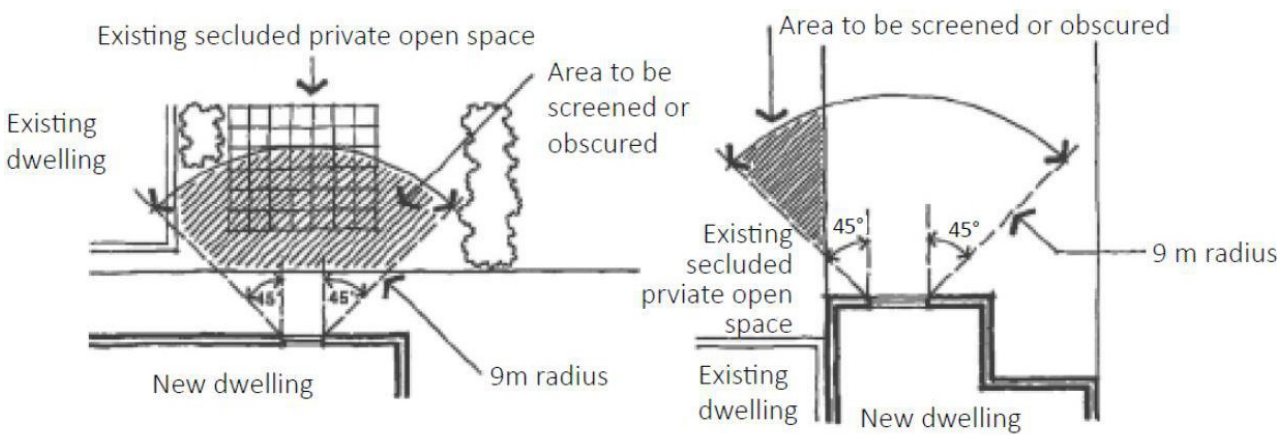 Existing secluded private open space
Area to be
screened or
obscured
Existing
dwelling
45°
45°
New dwelling
9m radius
Area to be screened or obscured
45°
45°
Existing
secluded
prviate open
space
9 m radius
Existing
dwelling
New dwelling